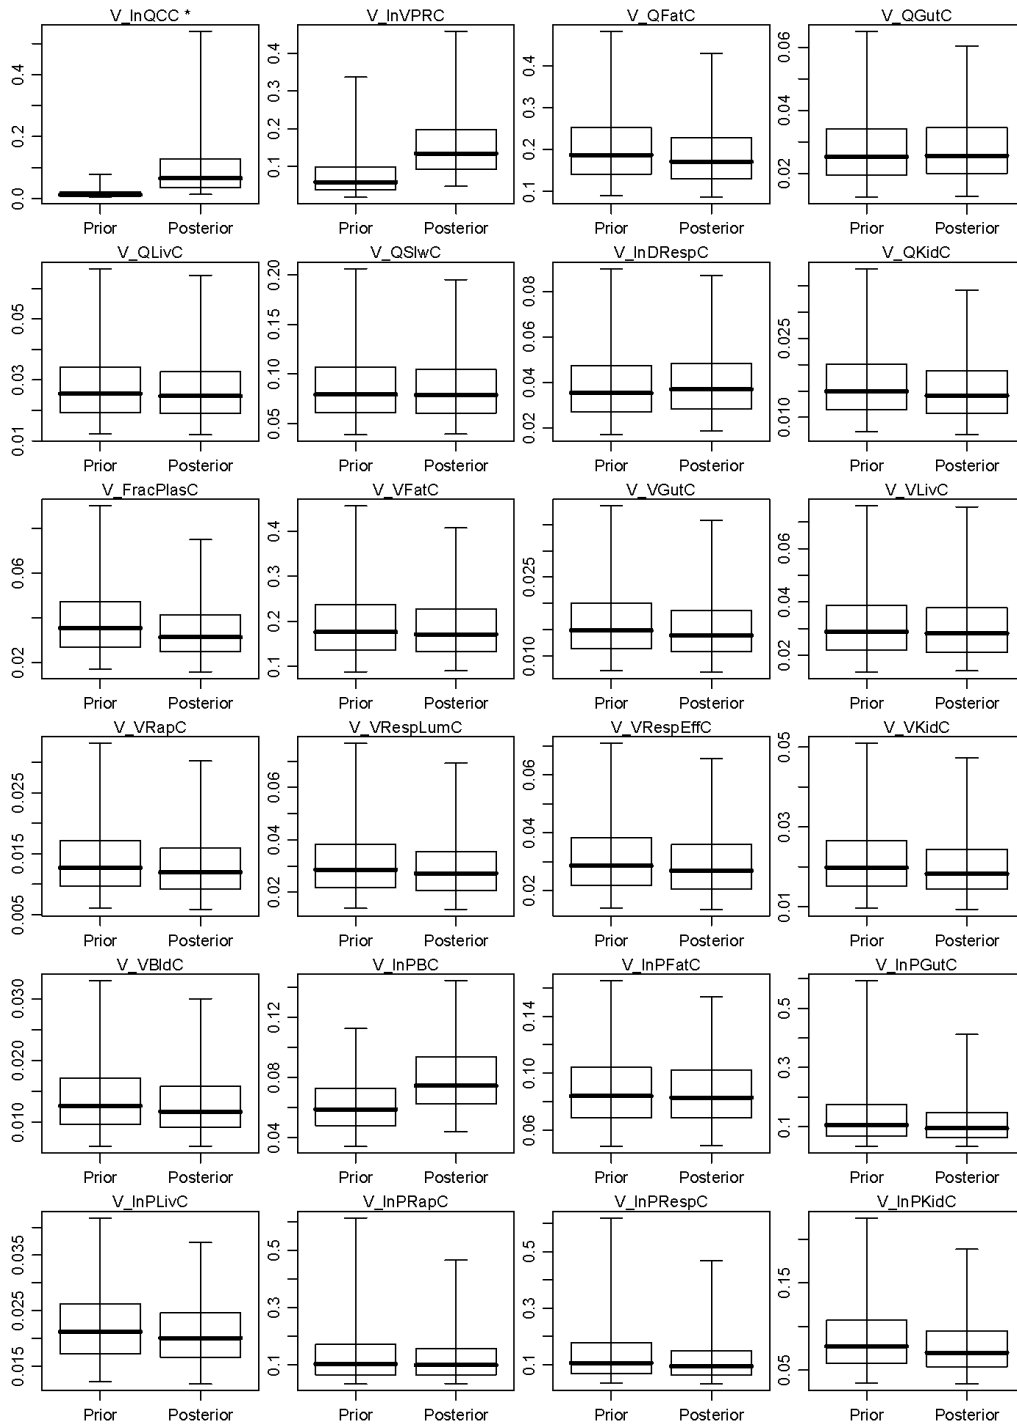 V_lnQCC * V_lnVPRC V_QFatC V_QGutC
0.0 0.2 0.4
0.1 0.2 0.3 0.4
0.1 0.2 0.3 0.4
0.02 0.04 0.06
Prior Posterior Prior Posterior Prior Posterior Prior Posterior
V_QLivC V_QSlwC V_lnDRespC V_QKidC
0.01 0.03 0.05
0.05 0.10 0.15 0.20
0.02 0.04 0.06 0.08
0.010 0.025
Prior Posterior Prior Posterior Prior Posterior Prior Posterior
V_FracPlasC V_VFatC V_VGutC V_VLivC
0.02 0.06
0.1 0.2 0.3 0.4
0.010 0.025
0.02 0.04 0.06
Prior Posterior Prior Posterior Prior Posterior Prior Posterior
V_VRapC V_VRespLumC V_VRespEffC V_VKidC
0.005 0.015 0.025
0.02 0.04 0.06
0.02 0.04 0.06
0.01 0.03 0.05
Prior Posterior Prior Posterior Prior Posterior Prior Posterior
V_VBldC V_lnPBC V_lnPFatC V_lnPGutC
0.010 0.020 0.030
0.04 0.08 0.12
0.06 0.10 0.14
0.1 0.3 0.5
Prior Posterior Prior Posterior Prior Posterior Prior Posterior
V_lnPLivC V_lnPRapC V_lnPRespC V_lnPKidC
0.015 0.025 0.035
0.1 0.3 0.5
0.1 0.3 0.5
0.05 0.15
Prior Posterior Prior Posterior Prior Posterior Prior Posterior